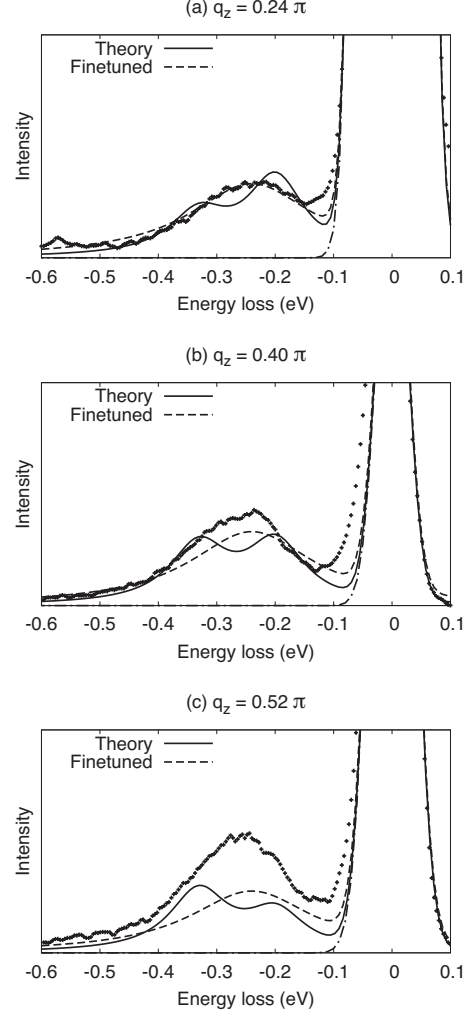 (a) q_z = 0.24 π
Theory
Finetuned
Intensity
-0.6 -0.5 -0.4 -0.3 -0.2 -0.1 0 0.1
Energy loss (eV)
(b) q_z = 0.40 π
Theory
Finetuned
Intensity
-0.6 -0.5 -0.4 -0.3 -0.2 -0.1 0 0.1
Energy loss (eV)
(c) q_z = 0.52 π
Theory
Finetuned
Intensity
-0.6 -0.5 -0.4 -0.3 -0.2 -0.1 0 0.1
Energy loss (eV)